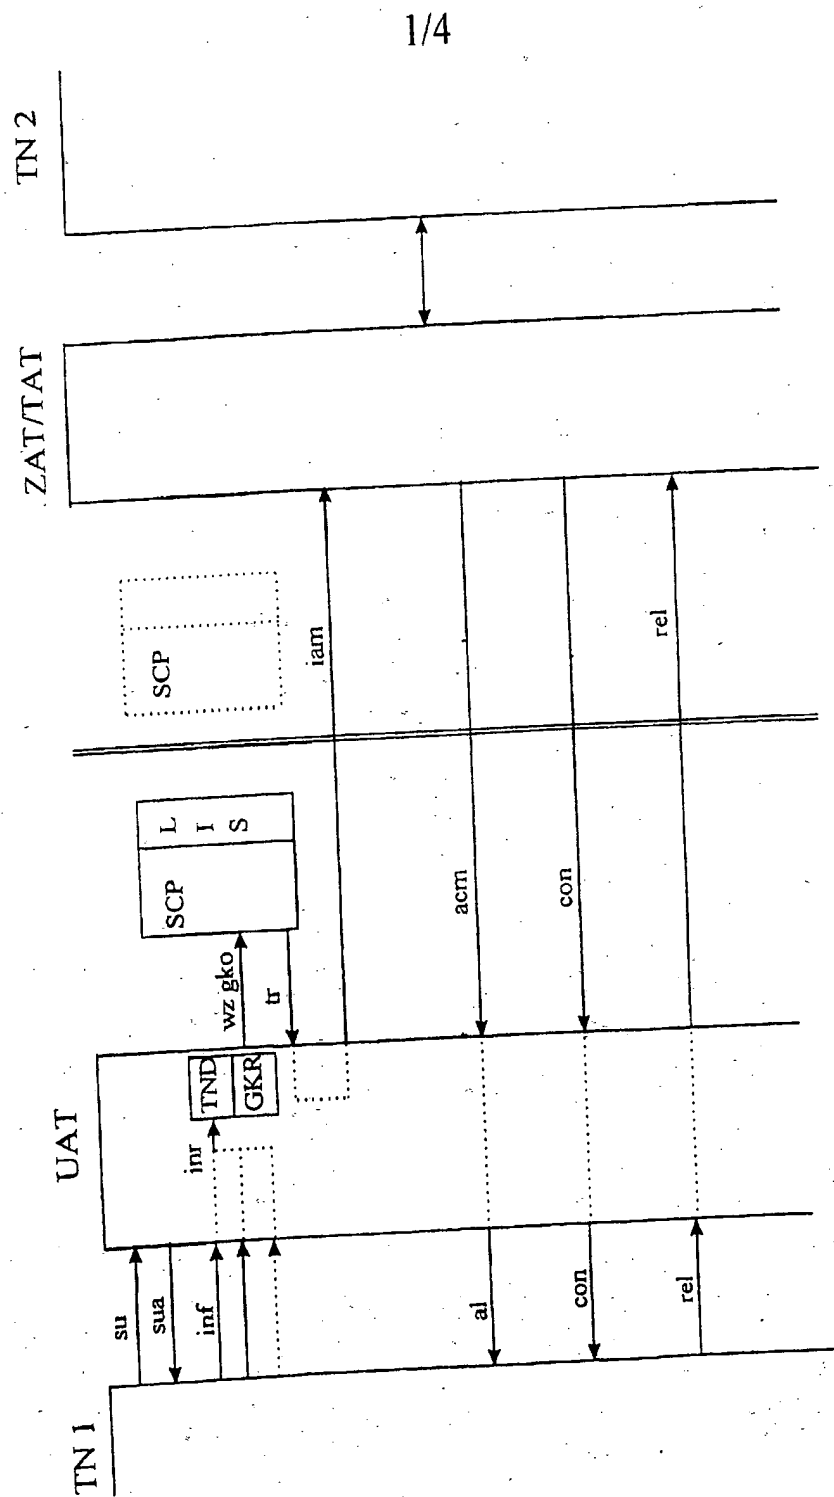 1/4
TN 1
UAT
ZAT/TAT
TN 2
su
sua
inf
inr
TND
GKR
wz gko
tr
SCP
L
I
S
SCP
iam
al
acm
con
con
rel
rel